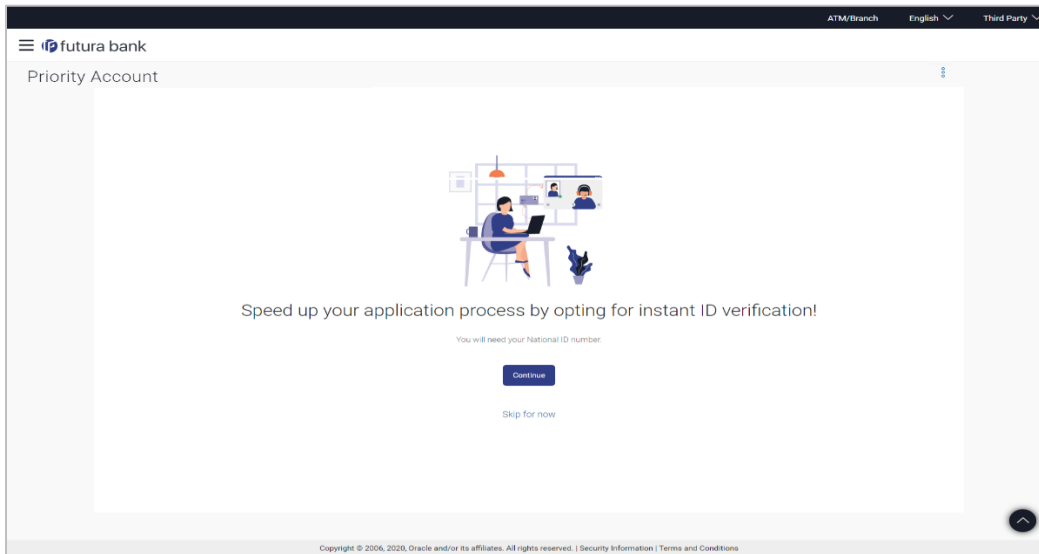 ATM/Branch English Third Party
futura bank
Priority Account
Speed up your application process by opting for instant ID verification!
You will need your National ID number.
Continue
Skip for now
Copyright © 2006, 2020, Oracle and/or its affiliates. All rights reserved. | Security Information | Terms and Conditions